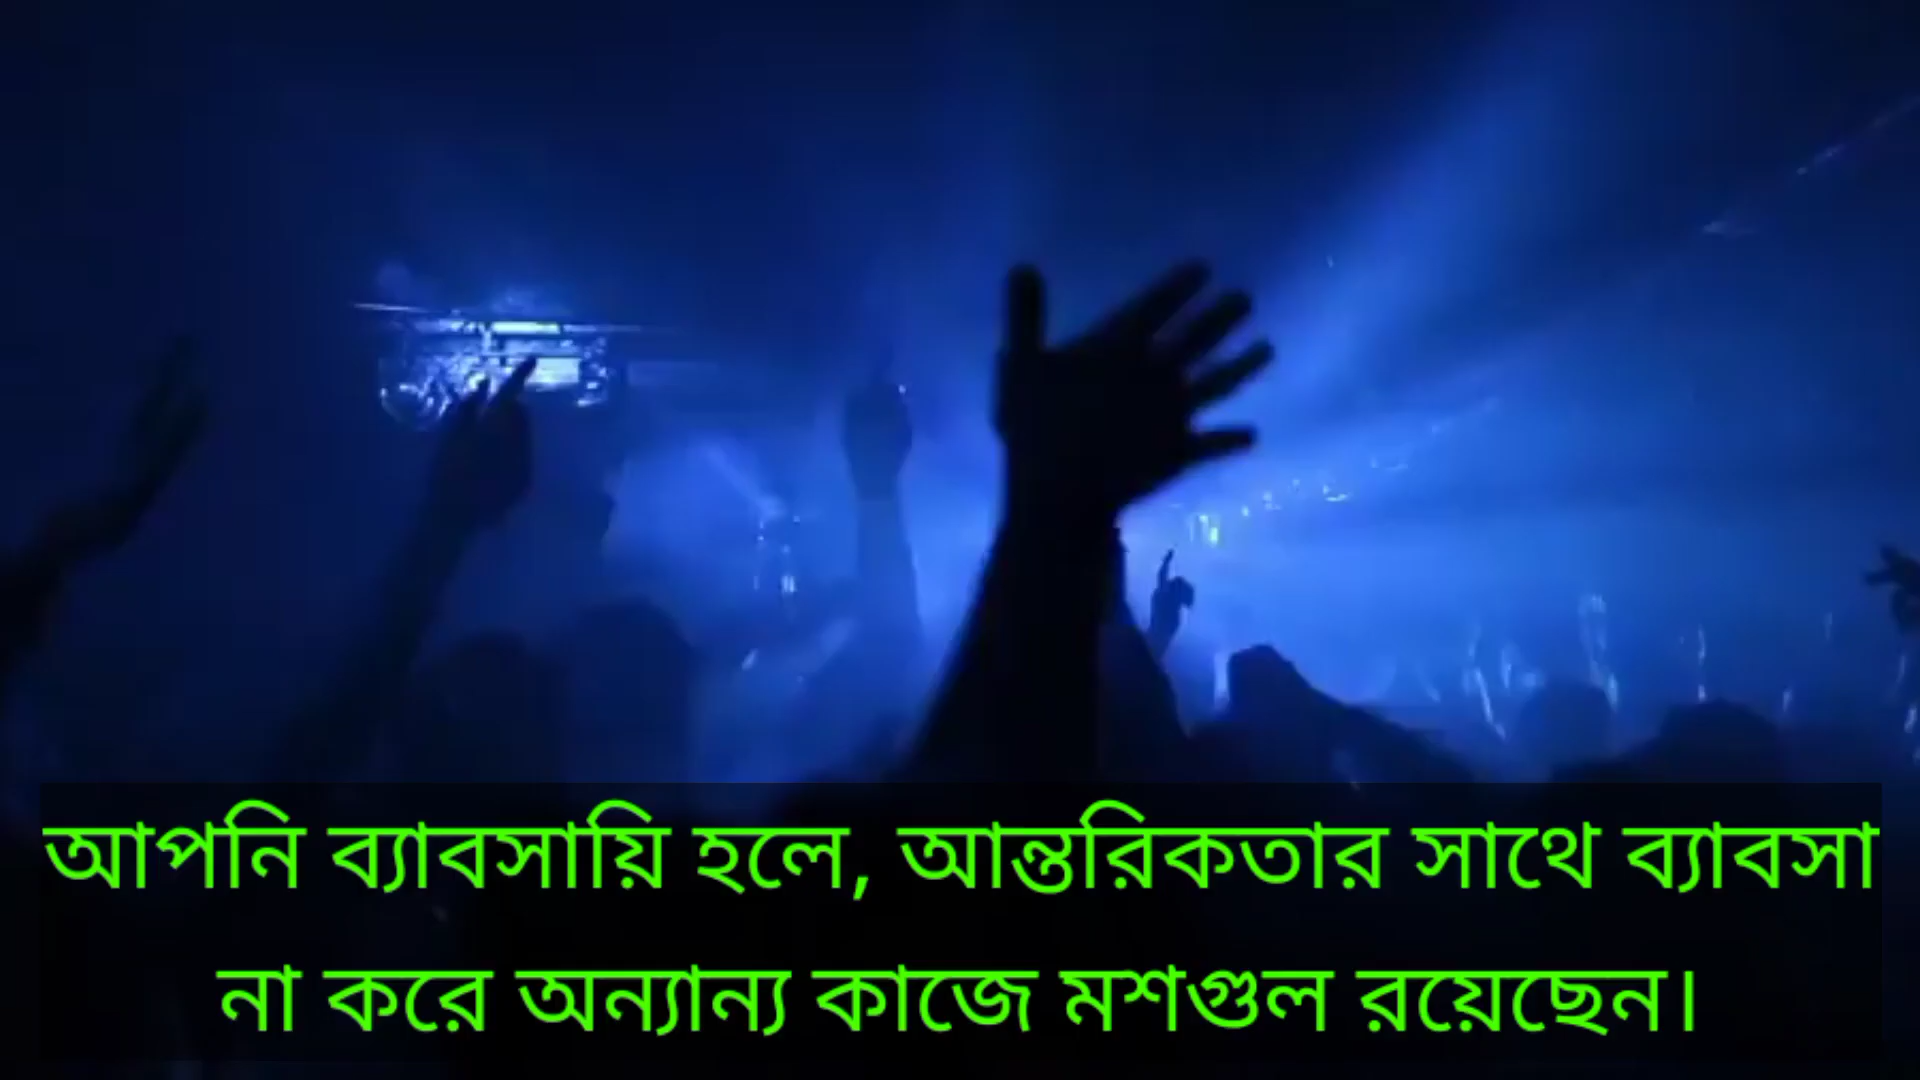 আপনি ব্যাবসায়ি হলে, আন্তরিকতার সাথে ব্যাবসা
না করে অন্যান্য কাজে মশগুল রয়েছেন।